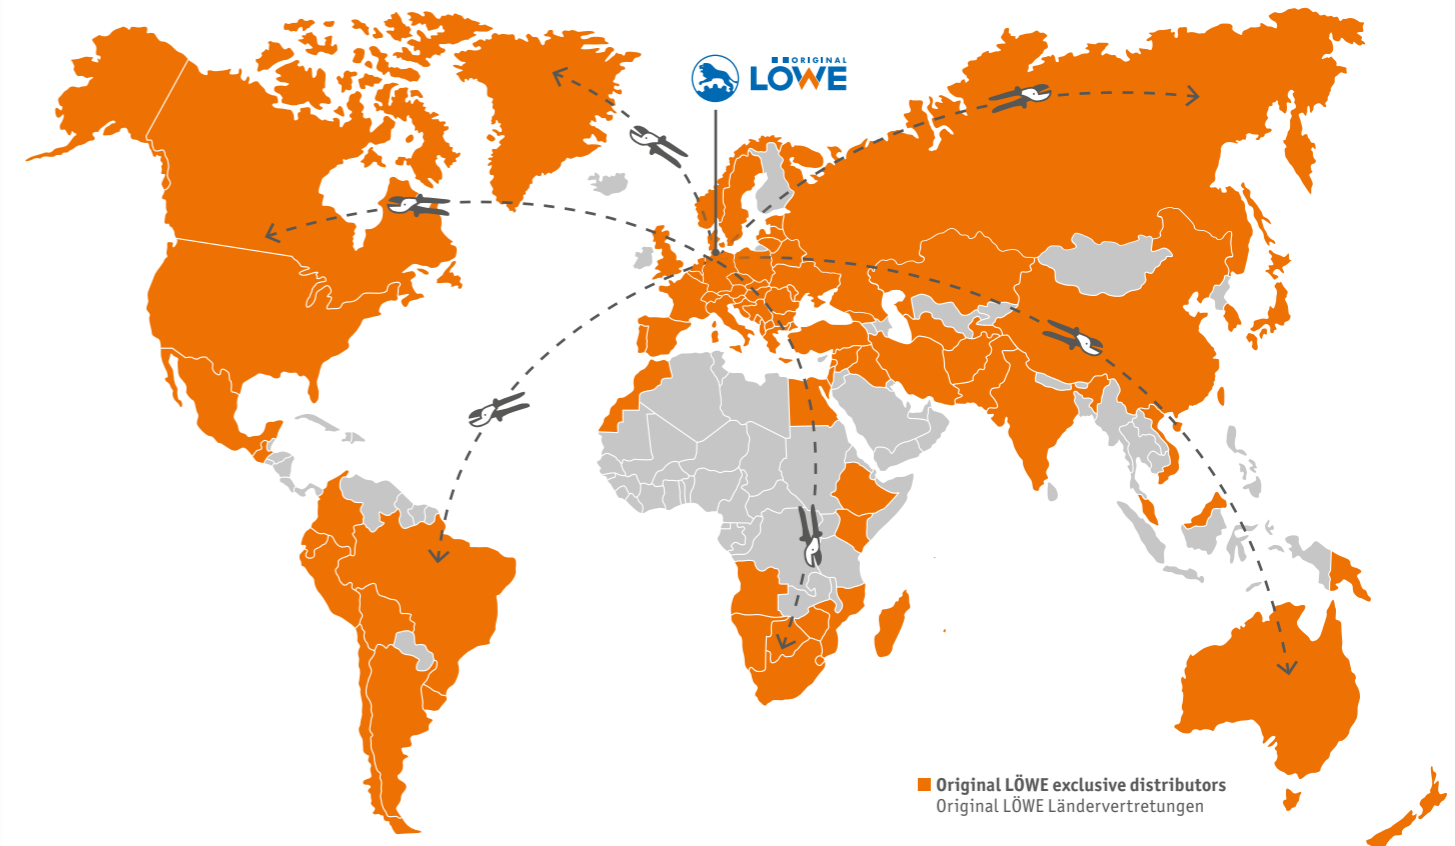 ORIGINAL
LÖWE
Original LÖWE exclusive distributors
Original LÖWE Ländervertretungen